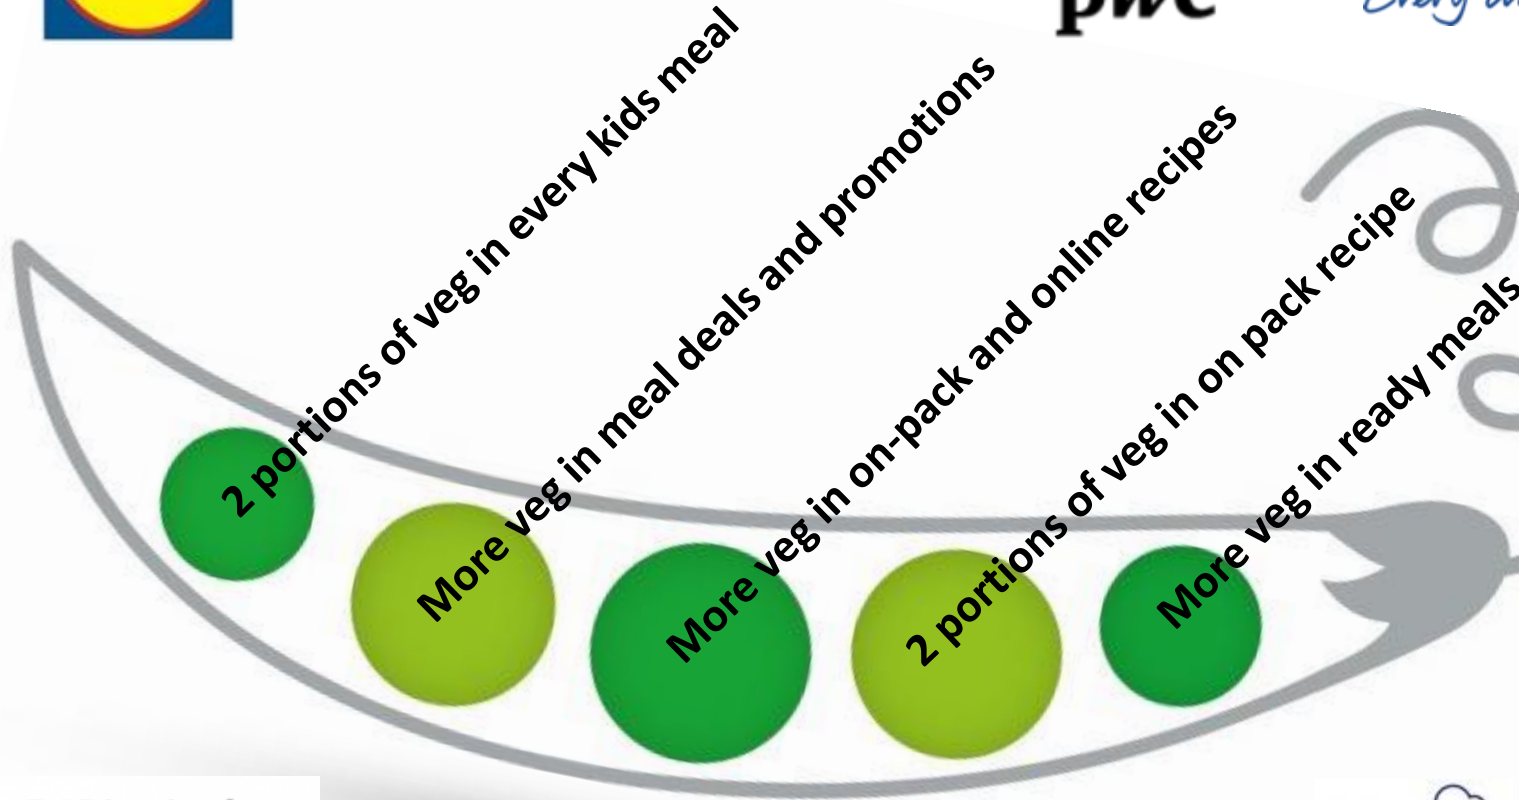 pwc
2 portions of veg in every kids meal
More veg in meal deals and promotions
More veg in on-pack and online recipes
2 portions of veg in on pack recipe
More veg in ready meals